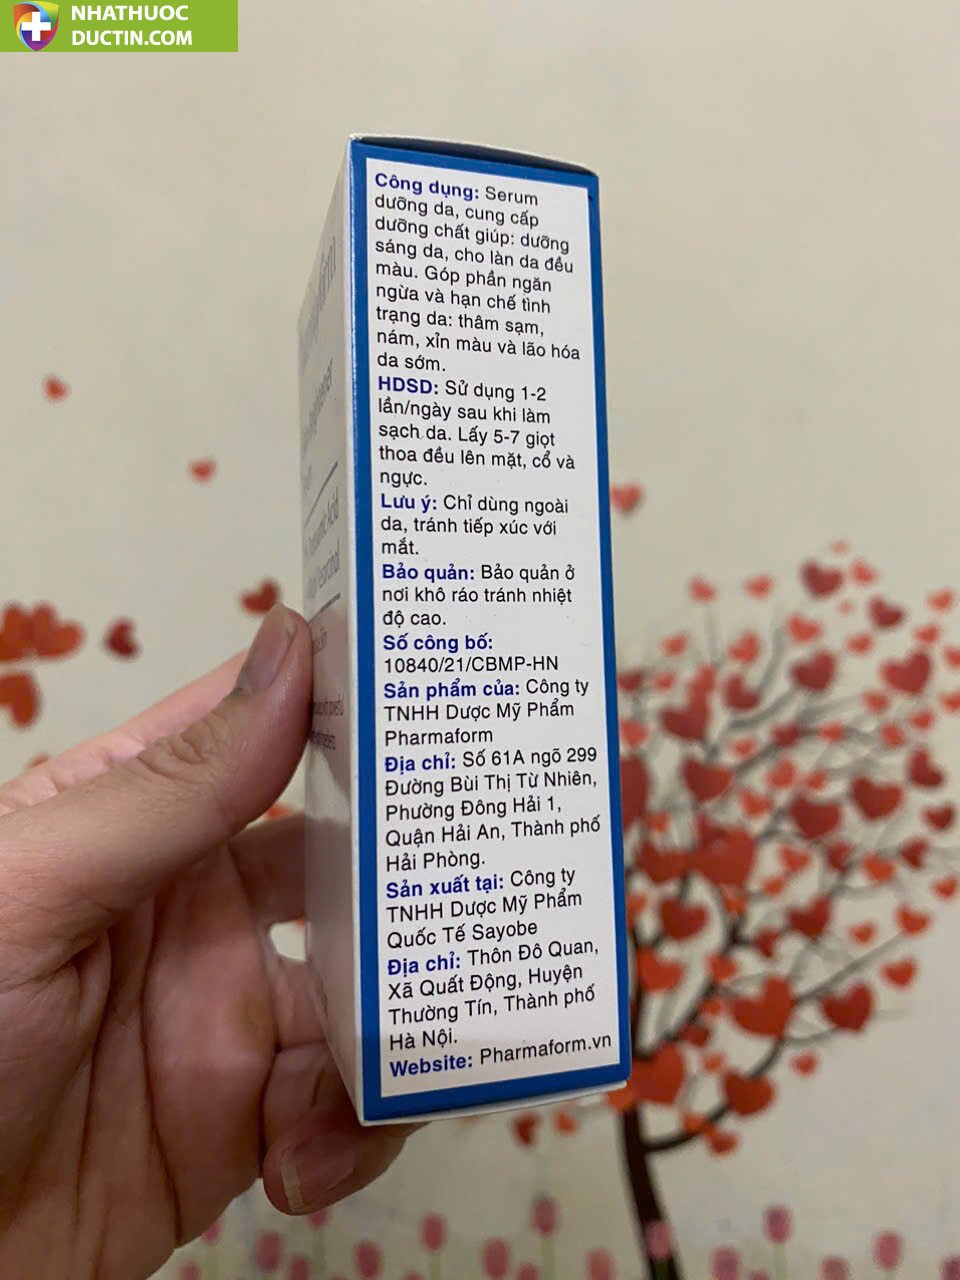 NHATHUOC
DUCTIN.COM
Công dụng: Serum
dưỡng da, cung cấp
dưỡng chất giúp: dưỡng
sáng da, cho làn da đều
màu. Góp phần ngăn
ngừa và hạn chế tình
trạng da: thâm sạm,
nám, xỉn màu và lão hóa
da sớm.
HDSD: Sử dụng 1-2
lần/ngày sau khi làm
sạch da. Lấy 5-7 giọt
thoa đều lên mặt, cổ và
ngực.
Lưu ý: Chỉ dùng ngoài
da, tránh tiếp xúc với
mắt.
Bảo quản: Bảo quản ở
nơi khô ráo tránh nhiệt
độ cao.
Số công bố:
10840/21/CBMP-HN
Sản phẩm của: Công ty
TNHH Dược Mỹ Phẩm
Pharmaform
Địa chỉ: Số 61A ngõ 299
Đường Bùi Thị Từ Nhiên,
Phường Đông Hải 1,
Quận Hải An, Thành phố
Hải Phòng.
Sản xuất tại: Công ty
TNHH Dược Mỹ Phẩm
Quốc Tế Sayobe
Địa chỉ: Thôn Đô Quan,
Xã Quất Động, Huyện
Thường Tín, Thành phố
Hà Nội.
Website: Pharmaform.vn
Acid